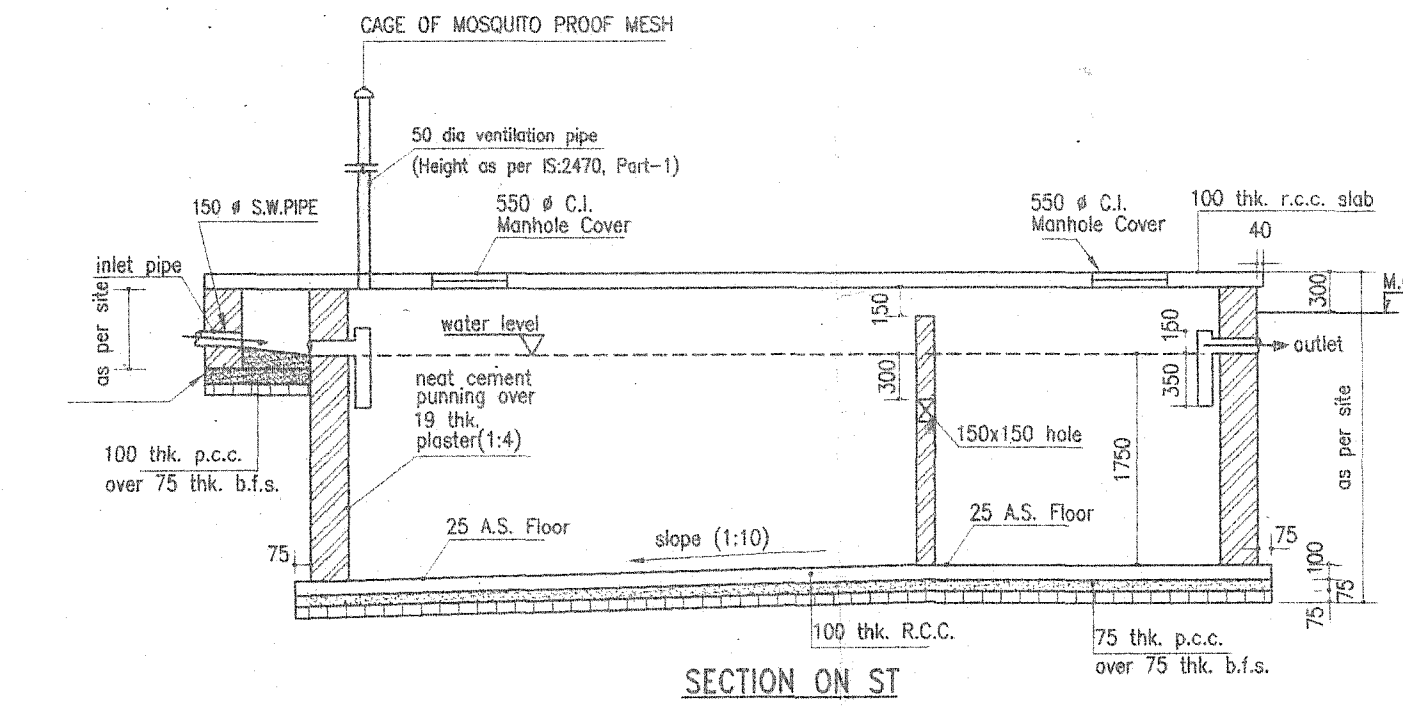 CAGE OF MOSQUITO PROOF MESH
50 dia ventilation pipe
(Height as per IS:2470, Part-1)
150 ø S.W.PIPE
550 ø C.I.
Manhole Cover
550 ø C.I.
Manhole Cover
100 thk. r.c.c. slab
40
inlet pipe
as per site
water level
150
300
150
300
350
outlet
neat cement
punning over
19 thk.
plaster(1:4)
150x150 hole
1750
as per site
100 thk. p.c.c.
over 75 thk. b.f.s.
25 A.S. Floor
slope (1:10)
25 A.S. Floor
75
75
100
75
75
100 thk. R.C.C.
75 thk. p.c.c.
over 75 thk. b.f.s.
SECTION ON ST